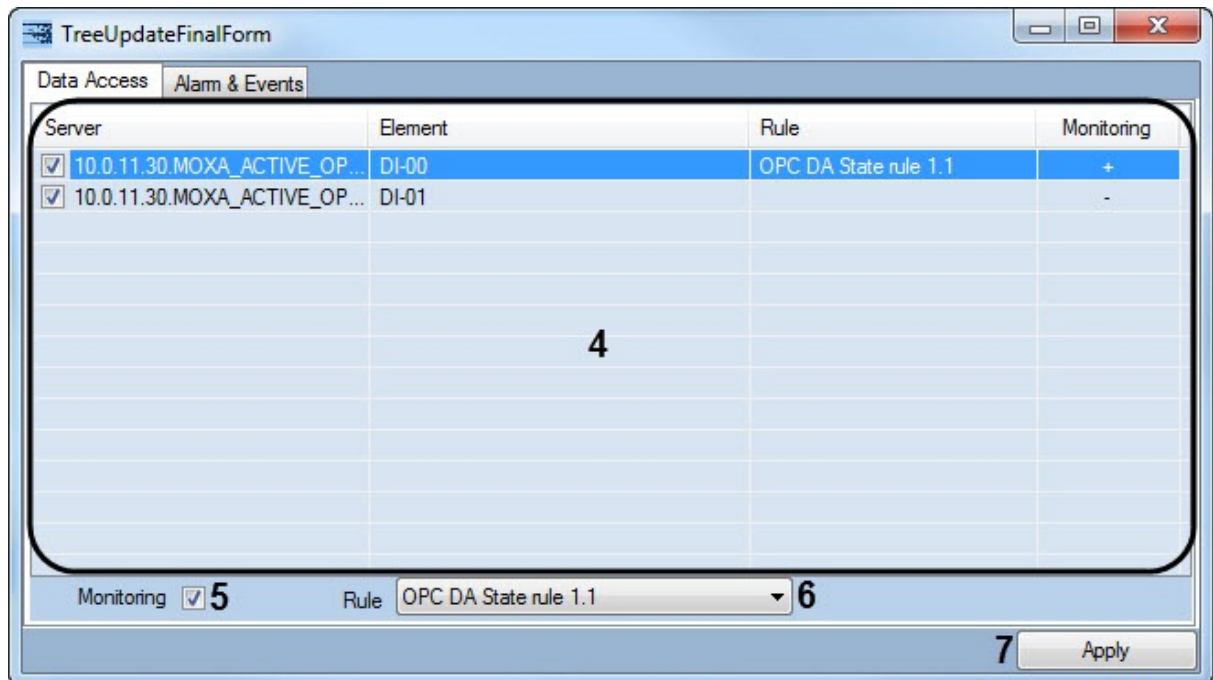 TreeUpdateFinalForm
Data Access Alarm & Events
Server Element Rule Monitoring
10.0.11.30.MOXA_ACTIVE_OP... DI-00 OPC DA State rule 1.1 +
10.0.11.30.MOXA_ACTIVE_OP... DI-01 -
4
Monitoring 5 Rule OPC DA State rule 1.1 6
7 Apply